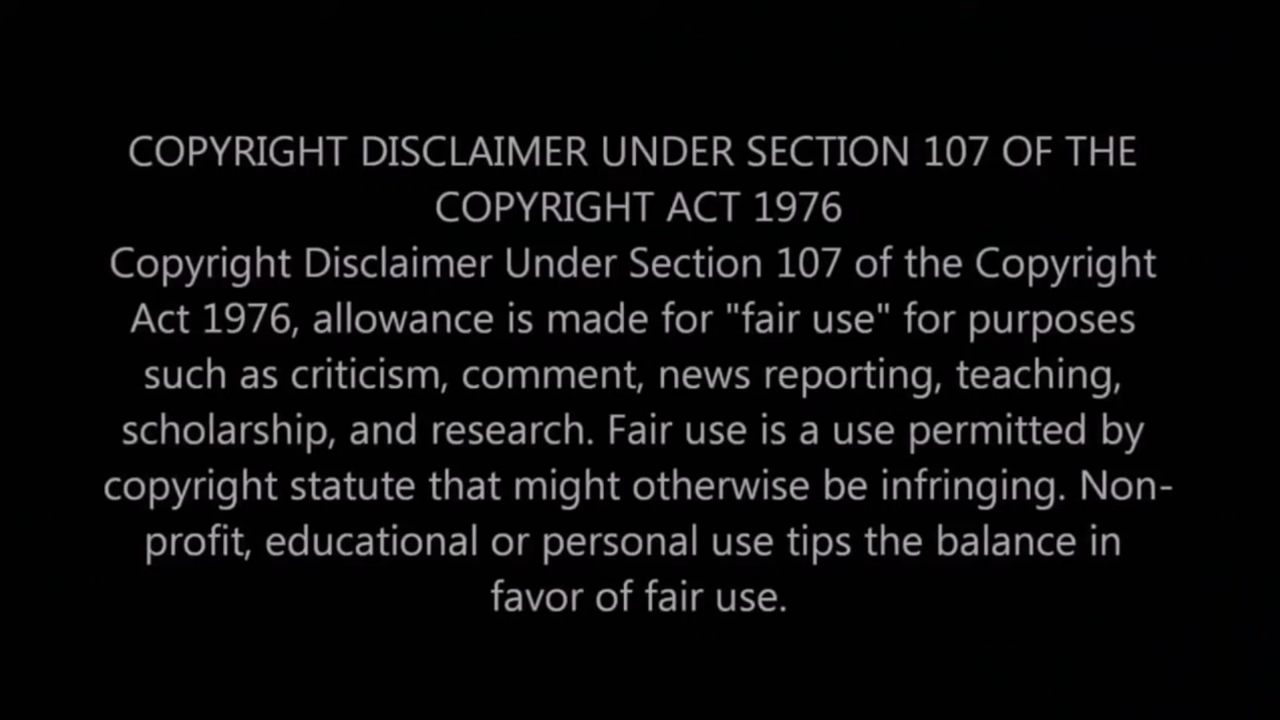 COPYRIGHT DISCLAIMER UNDER SECTION 107 OF THE
COPYRIGHT ACT 1976
Copyright Disclaimer Under Section 107 of the Copyright
Act 1976, allowance is made for "fair use" for purposes
such as criticism, comment, news reporting, teaching,
scholarship, and research. Fair use is a use permitted by
copyright statute that might otherwise be infringing. Non-
profit, educational or personal use tips the balance in
favor of fair use.